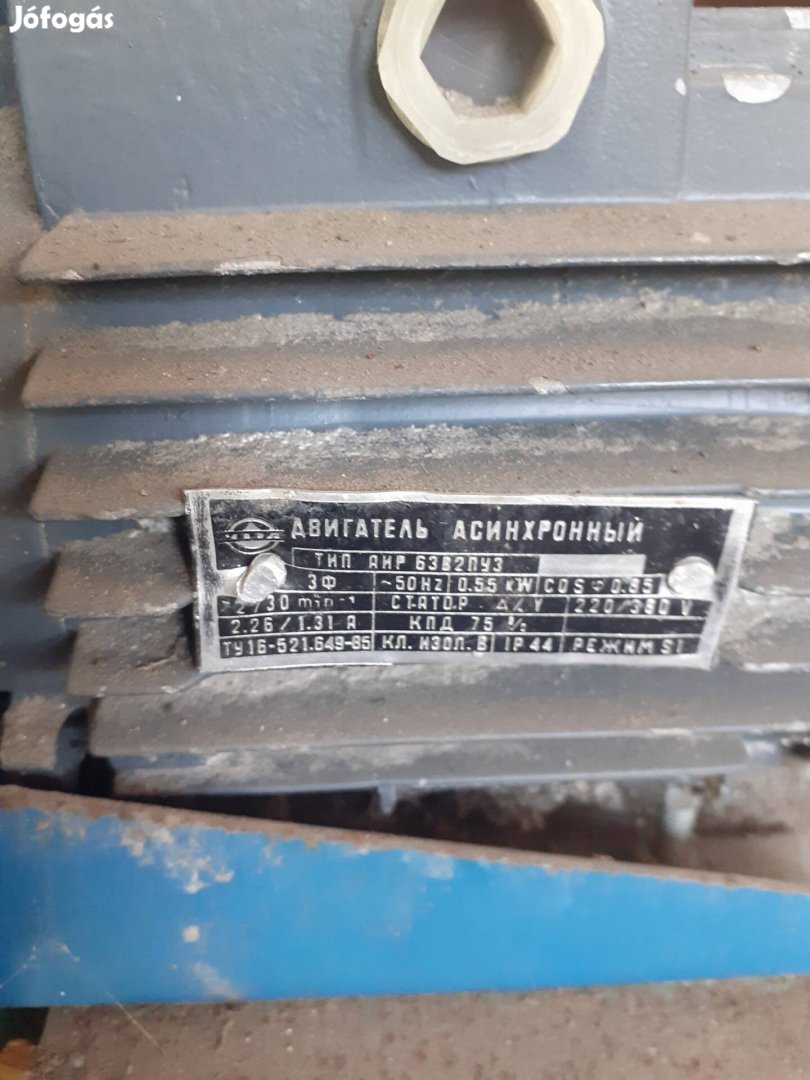 Jófogás
ДВИГАТЕЛЬ АСИНХРОННЫЙ
ТИП АИР 63В2ПУ3
3Ф ~50Hz 0.55 kW COS φ 0.85
2730 min⁻¹ СТАТОР Δ/Y 220/380 V
2.26/1.31 А КПД 75 %
ТУ16-521.649-85 КЛ. ИЗОЛ. В IP 44 РЕЖИМ S1